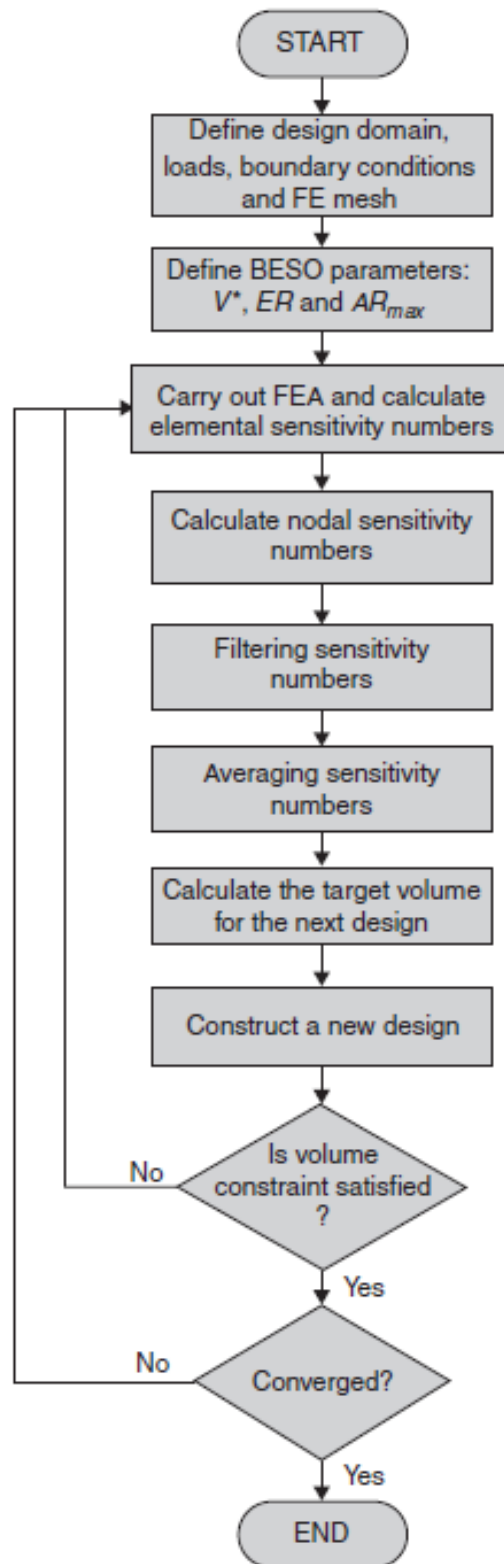 START
Define design domain,
loads, boundary conditions
and FE mesh
Define BESO parameters:
V*, ER and ARmax
Carry out FEA and calculate
elemental sensitivity numbers
Calculate nodal sensitivity
numbers
Filtering sensitivity
numbers
Averaging sensitivity
numbers
Calculate the target volume
for the next design
Construct a new design
Is volume
No
constraint satisfied
?
Yes
No
Converged?
Yes
END